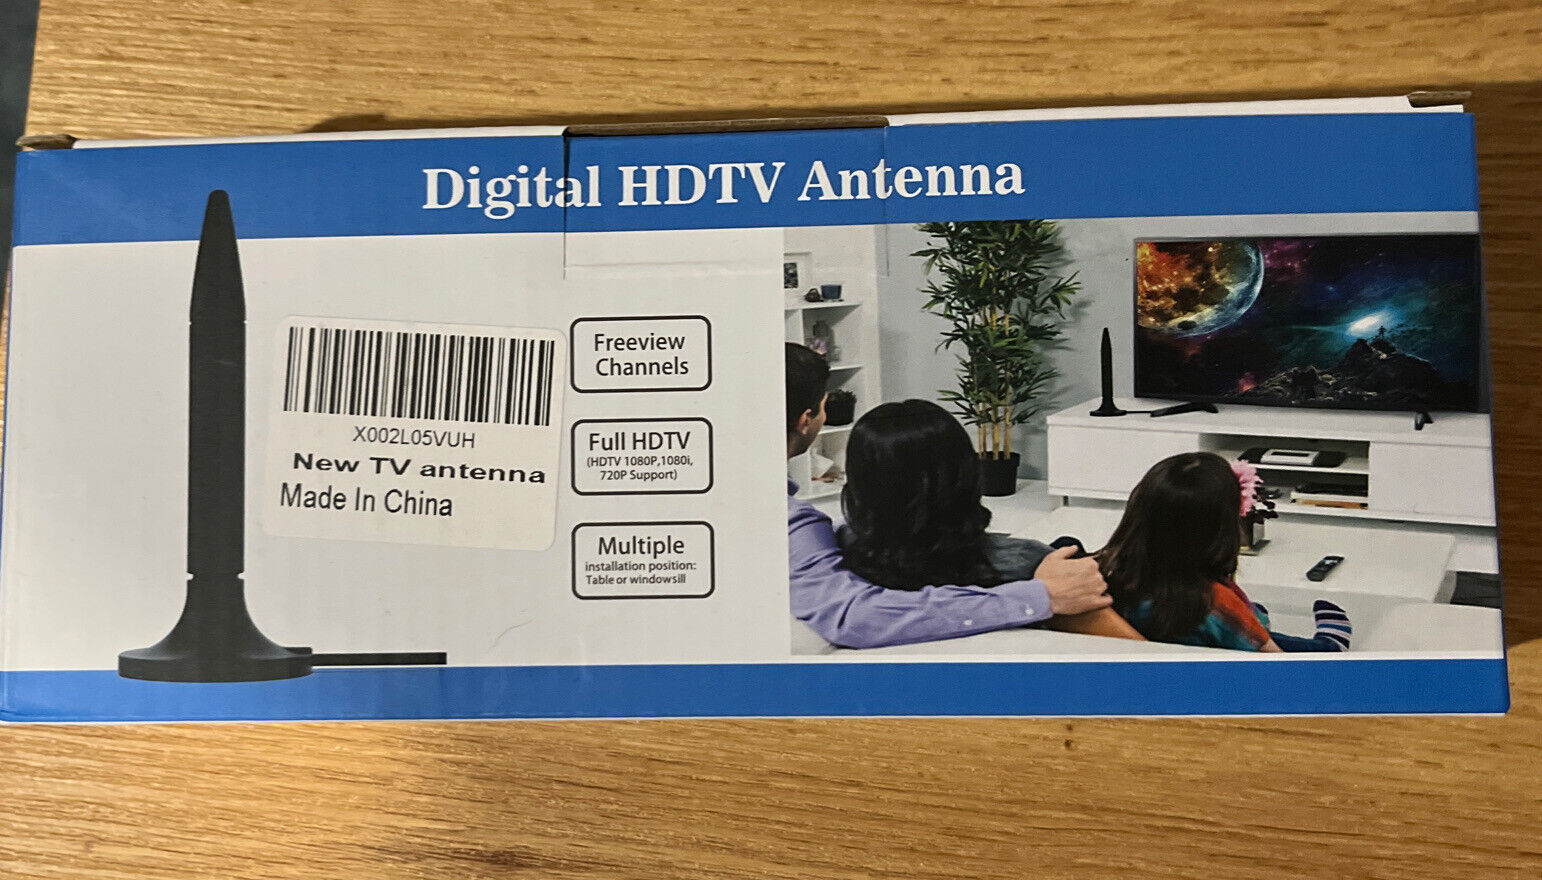 Digital HDTV Antenna
X002L05VUH
New TV antenna
Made In China
Freeview
Channels
Full HDTV
(HDTV 1080P,1080i,
720P Support)
Multiple
installation position:
Table or windowsill